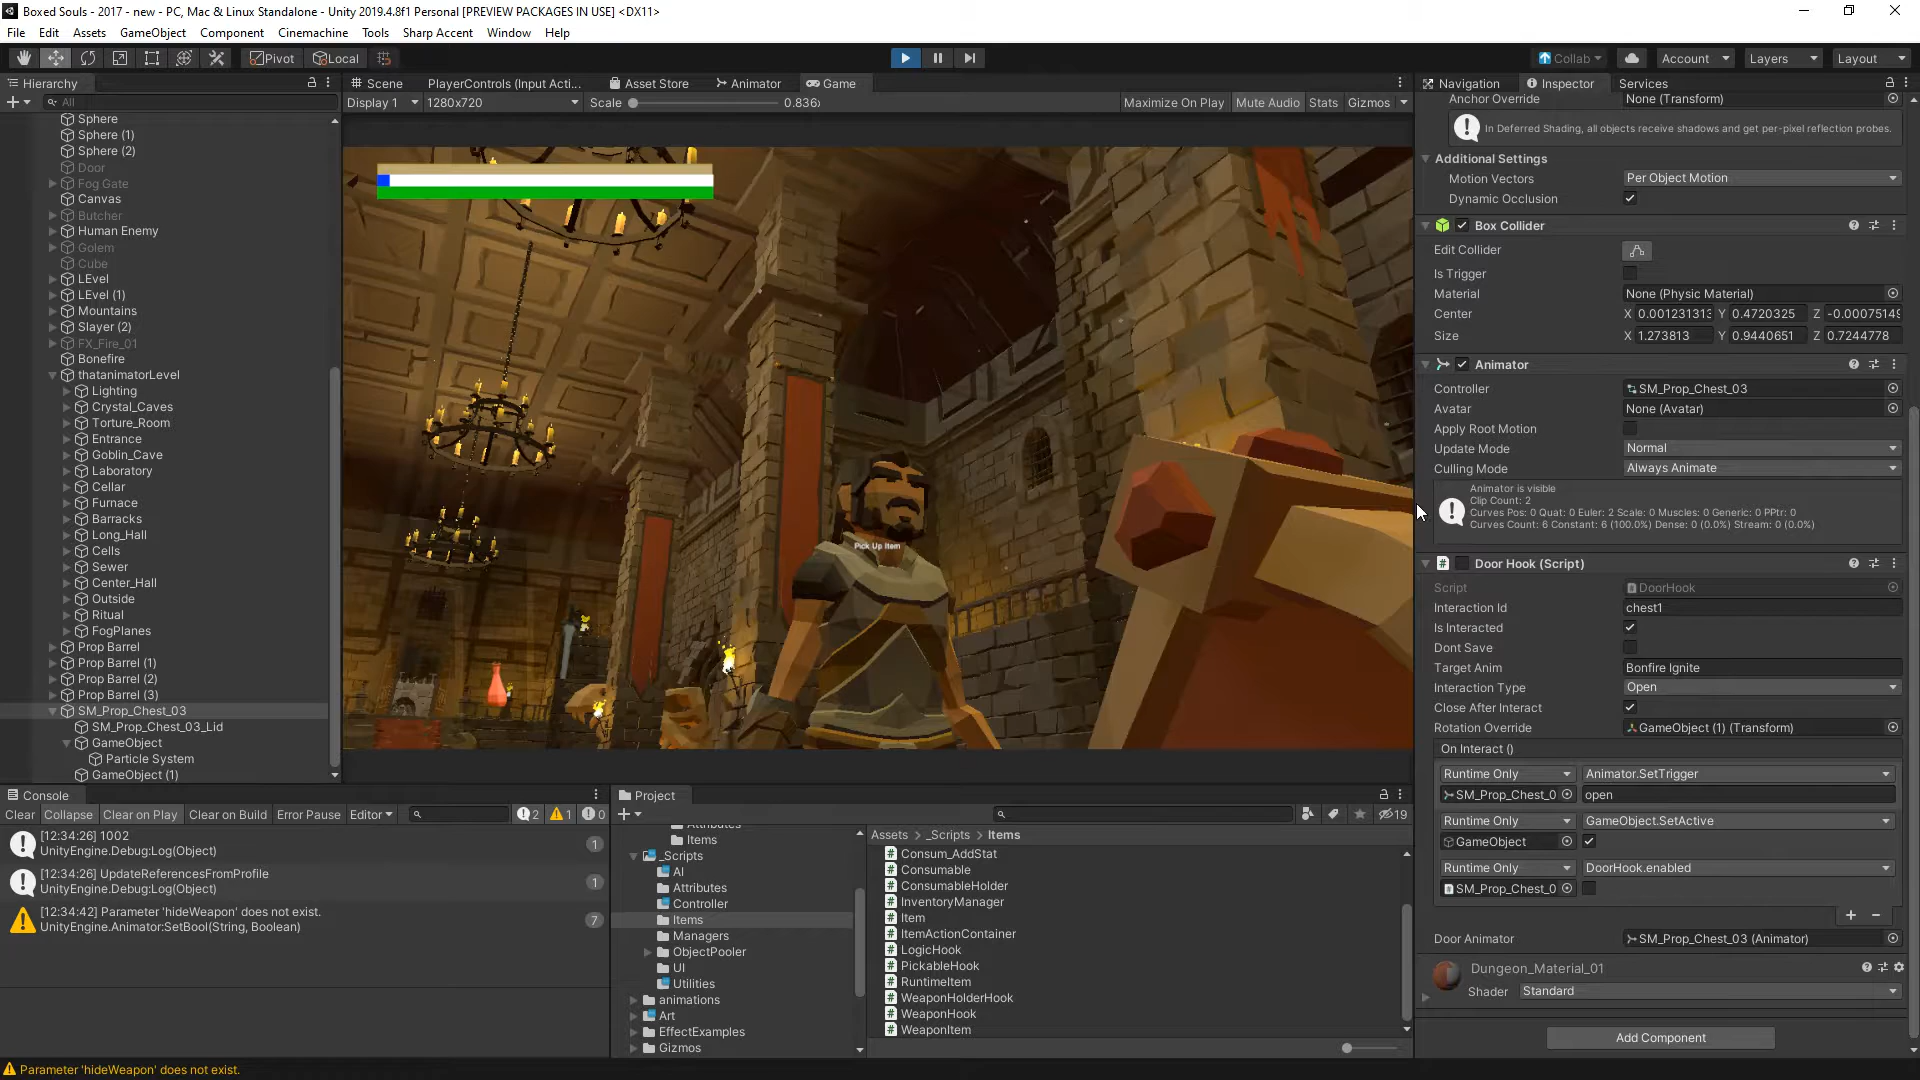 Boxed Souls - 2017 - new - PC, Mac & Linux Standalone - Unity 2019.4.8f1 Personal [PREVIEW PACKAGES IN USE] <DX11>
File Edit Assets GameObject Component Cinemachine Tools Sharp Accent Window Help
Pivot Local Collab Account Layers Layout
Hierarchy
All
Sphere
Sphere (1)
Sphere (2)
Door
Fog Gate
Canvas
Butcher
Human Enemy
Golem
Cube
LEvel
LEvel (1)
Mountains
Slayer (2)
FX_Fire_01
Bonefire
thatanimatorLevel
Lighting
Crystal_Caves
Torture_Room
Entrance
Goblin_Cave
Laboratory
Cellar
Furnace
Barracks
Long_Hall
Cells
Sewer
Center_Hall
Outside
Ritual
FogPlanes
Prop Barrel
Prop Barrel (1)
Prop Barrel (2)
Prop Barrel (3)
SM_Prop_Chest_03
SM_Prop_Chest_03_Lid
GameObject
Particle System
GameObject (1)
Scene PlayerControls (Input Acti... Asset Store Animator Game
Display 1 1280x720 Scale 0.836x Maximize On Play Mute Audio Stats Gizmos
Pick Up Item
Navigation Inspector Services
Anchor Override None (Transform)
In Deferred Shading, all objects receive shadows and get per-pixel reflection probes.
Additional Settings
Motion Vectors Per Object Motion
Dynamic Occlusion
Box Collider
Edit Collider
Is Trigger
Material None (Physic Material)
Center X 0.001231313 Y 0.4720325 Z -0.00075149
Size X 1.273813 Y 0.9440651 Z 0.7244778
Animator
Controller SM_Prop_Chest_03
Avatar None (Avatar)
Apply Root Motion
Update Mode Normal
Culling Mode Always Animate
Animator is visible
Clip Count: 2
Curves Pos: 0 Quat: 0 Euler: 2 Scale: 0 Muscles: 0 Generic: 0 PPtr: 0
Curves Count: 6 Constant: 6 (100.0%) Dense: 0 (0.0%) Stream: 0 (0.0%)
Door Hook (Script)
Script DoorHook
Interaction Id chest1
Is Interacted
Dont Save
Target Anim Bonfire Ignite
Interaction Type Open
Close After Interact
Rotation Override GameObject (1) (Transform)
On Interact ()
Runtime Only Animator.SetTrigger
SM_Prop_Chest_0 open
Runtime Only GameObject.SetActive
GameObject
Runtime Only DoorHook.enabled
SM_Prop_Chest_0
Door Animator SM_Prop_Chest_03 (Animator)
Dungeon_Material_01
Shader Standard
Add Component
Console
Clear Collapse Clear on Play Clear on Build Error Pause Editor 2 1 0
[12:34:26] 1002
UnityEngine.Debug:Log(Object)
1
[12:34:26] UpdateReferencesFromProfile
UnityEngine.Debug:Log(Object)
1
[12:34:42] Parameter 'hideWeapon' does not exist.
UnityEngine.Animator:SetBool(String, Boolean)
7
Project
19
Attributes
Items
_Scripts
AI
Attributes
Controller
Items
Managers
ObjectPooler
UI
Utilities
animations
Art
EffectExamples
Gizmos
Assets > _Scripts > Items
Consum_AddStat
Consumable
ConsumableHolder
InventoryManager
Item
ItemActionContainer
LogicHook
PickableHook
RuntimeItem
WeaponHolderHook
WeaponHook
WeaponItem
Parameter 'hideWeapon' does not exist.